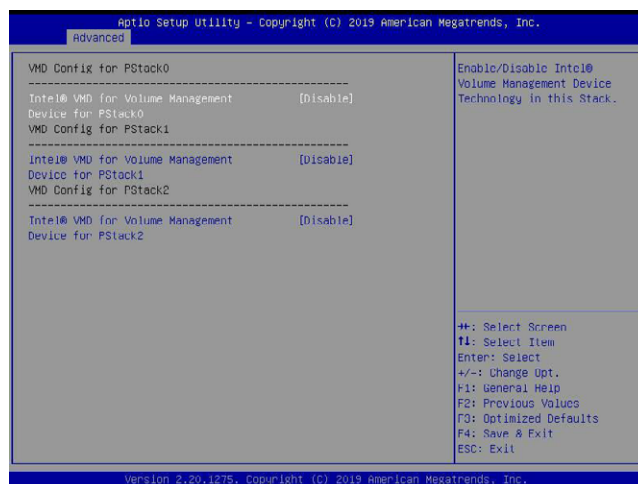 Aptio Setup Utility – Copyright (C) 2019 American Megatrends, Inc.
Advanced
VMD Config for PStack0
------------------------------------------------
Intel® VMD for Volume Management [Disable]
Device for PStack0
VMD Config for PStack1
------------------------------------------------
Intel® VMD for Volume Management [Disable]
Device for PStack1
VMD Config for PStack2
------------------------------------------------
Intel® VMD for Volume Management [Disable]
Device for PStack2
Enable/Disable Intel®
Volume Management Device
Technology in this Stack.
→←: Select Screen
↑↓: Select Item
Enter: Select
+/-: Change Opt.
F1: General Help
F2: Previous Values
F3: Optimized Defaults
F4: Save & Exit
ESC: Exit
Version 2.20.1275. Copyright (C) 2019 American Megatrends, Inc.